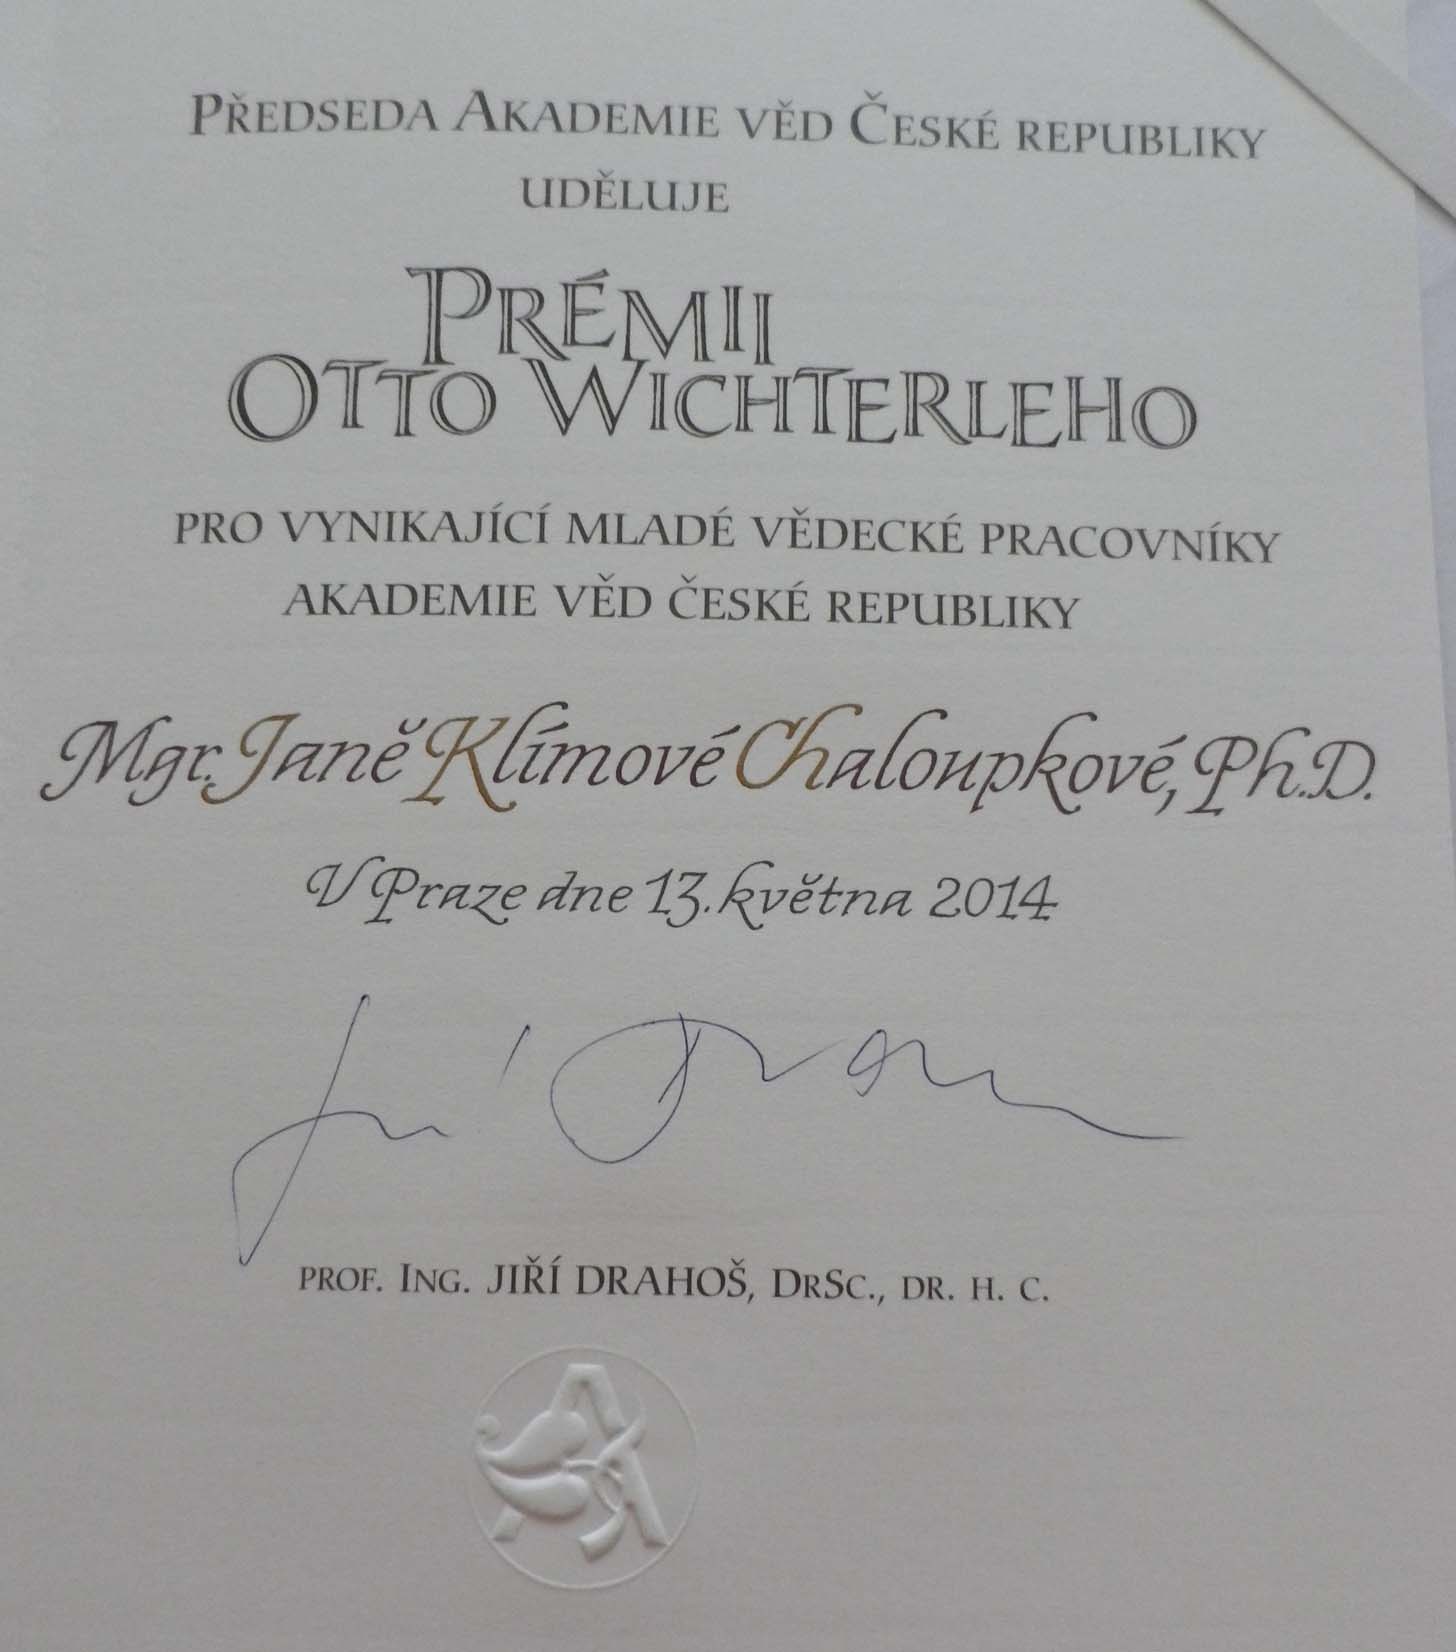 PŘEDSEDA AKADEMIE VĚD ČESKÉ REPUBLIKY
UDĚLUJE
PRÉMII
OTTO WICHTERLEHO
PRO VYNIKAJÍCÍ MLADÉ VĚDECKÉ PRACOVNÍKY
AKADEMIE VĚD ČESKÉ REPUBLIKY
Mgr. Janě Klímové Chaloupkové, Ph.D.
V Praze dne 13. května 2014
PROF. ING. JIŘÍ DRAHOŠ, DRSC., DR. H. C.